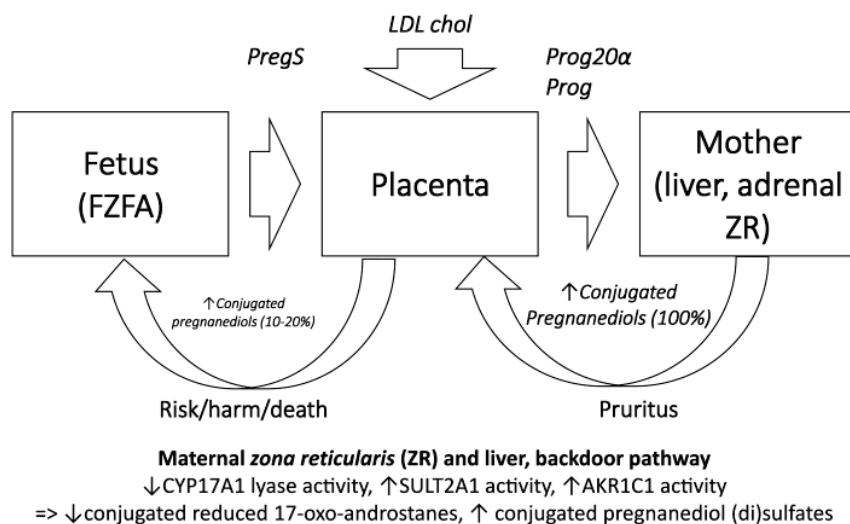 LDL chol
PregS
Prog20α
Prog
Fetus
(FZFA)
Placenta
Mother
(liver, adrenal
ZR)
↑Conjugated
pregnanediols (10-20%)
↑Conjugated
Pregnanediols (100%)
Risk/harm/death
Pruritus
Maternal zona reticularis (ZR) and liver, backdoor pathway
↓CYP17A1 lyase activity, ↑SULT2A1 activity, ↑AKR1C1 activity
=> ↓conjugated reduced 17-oxo-androstanes, ↑ conjugated pregnanediol (di)sulfates